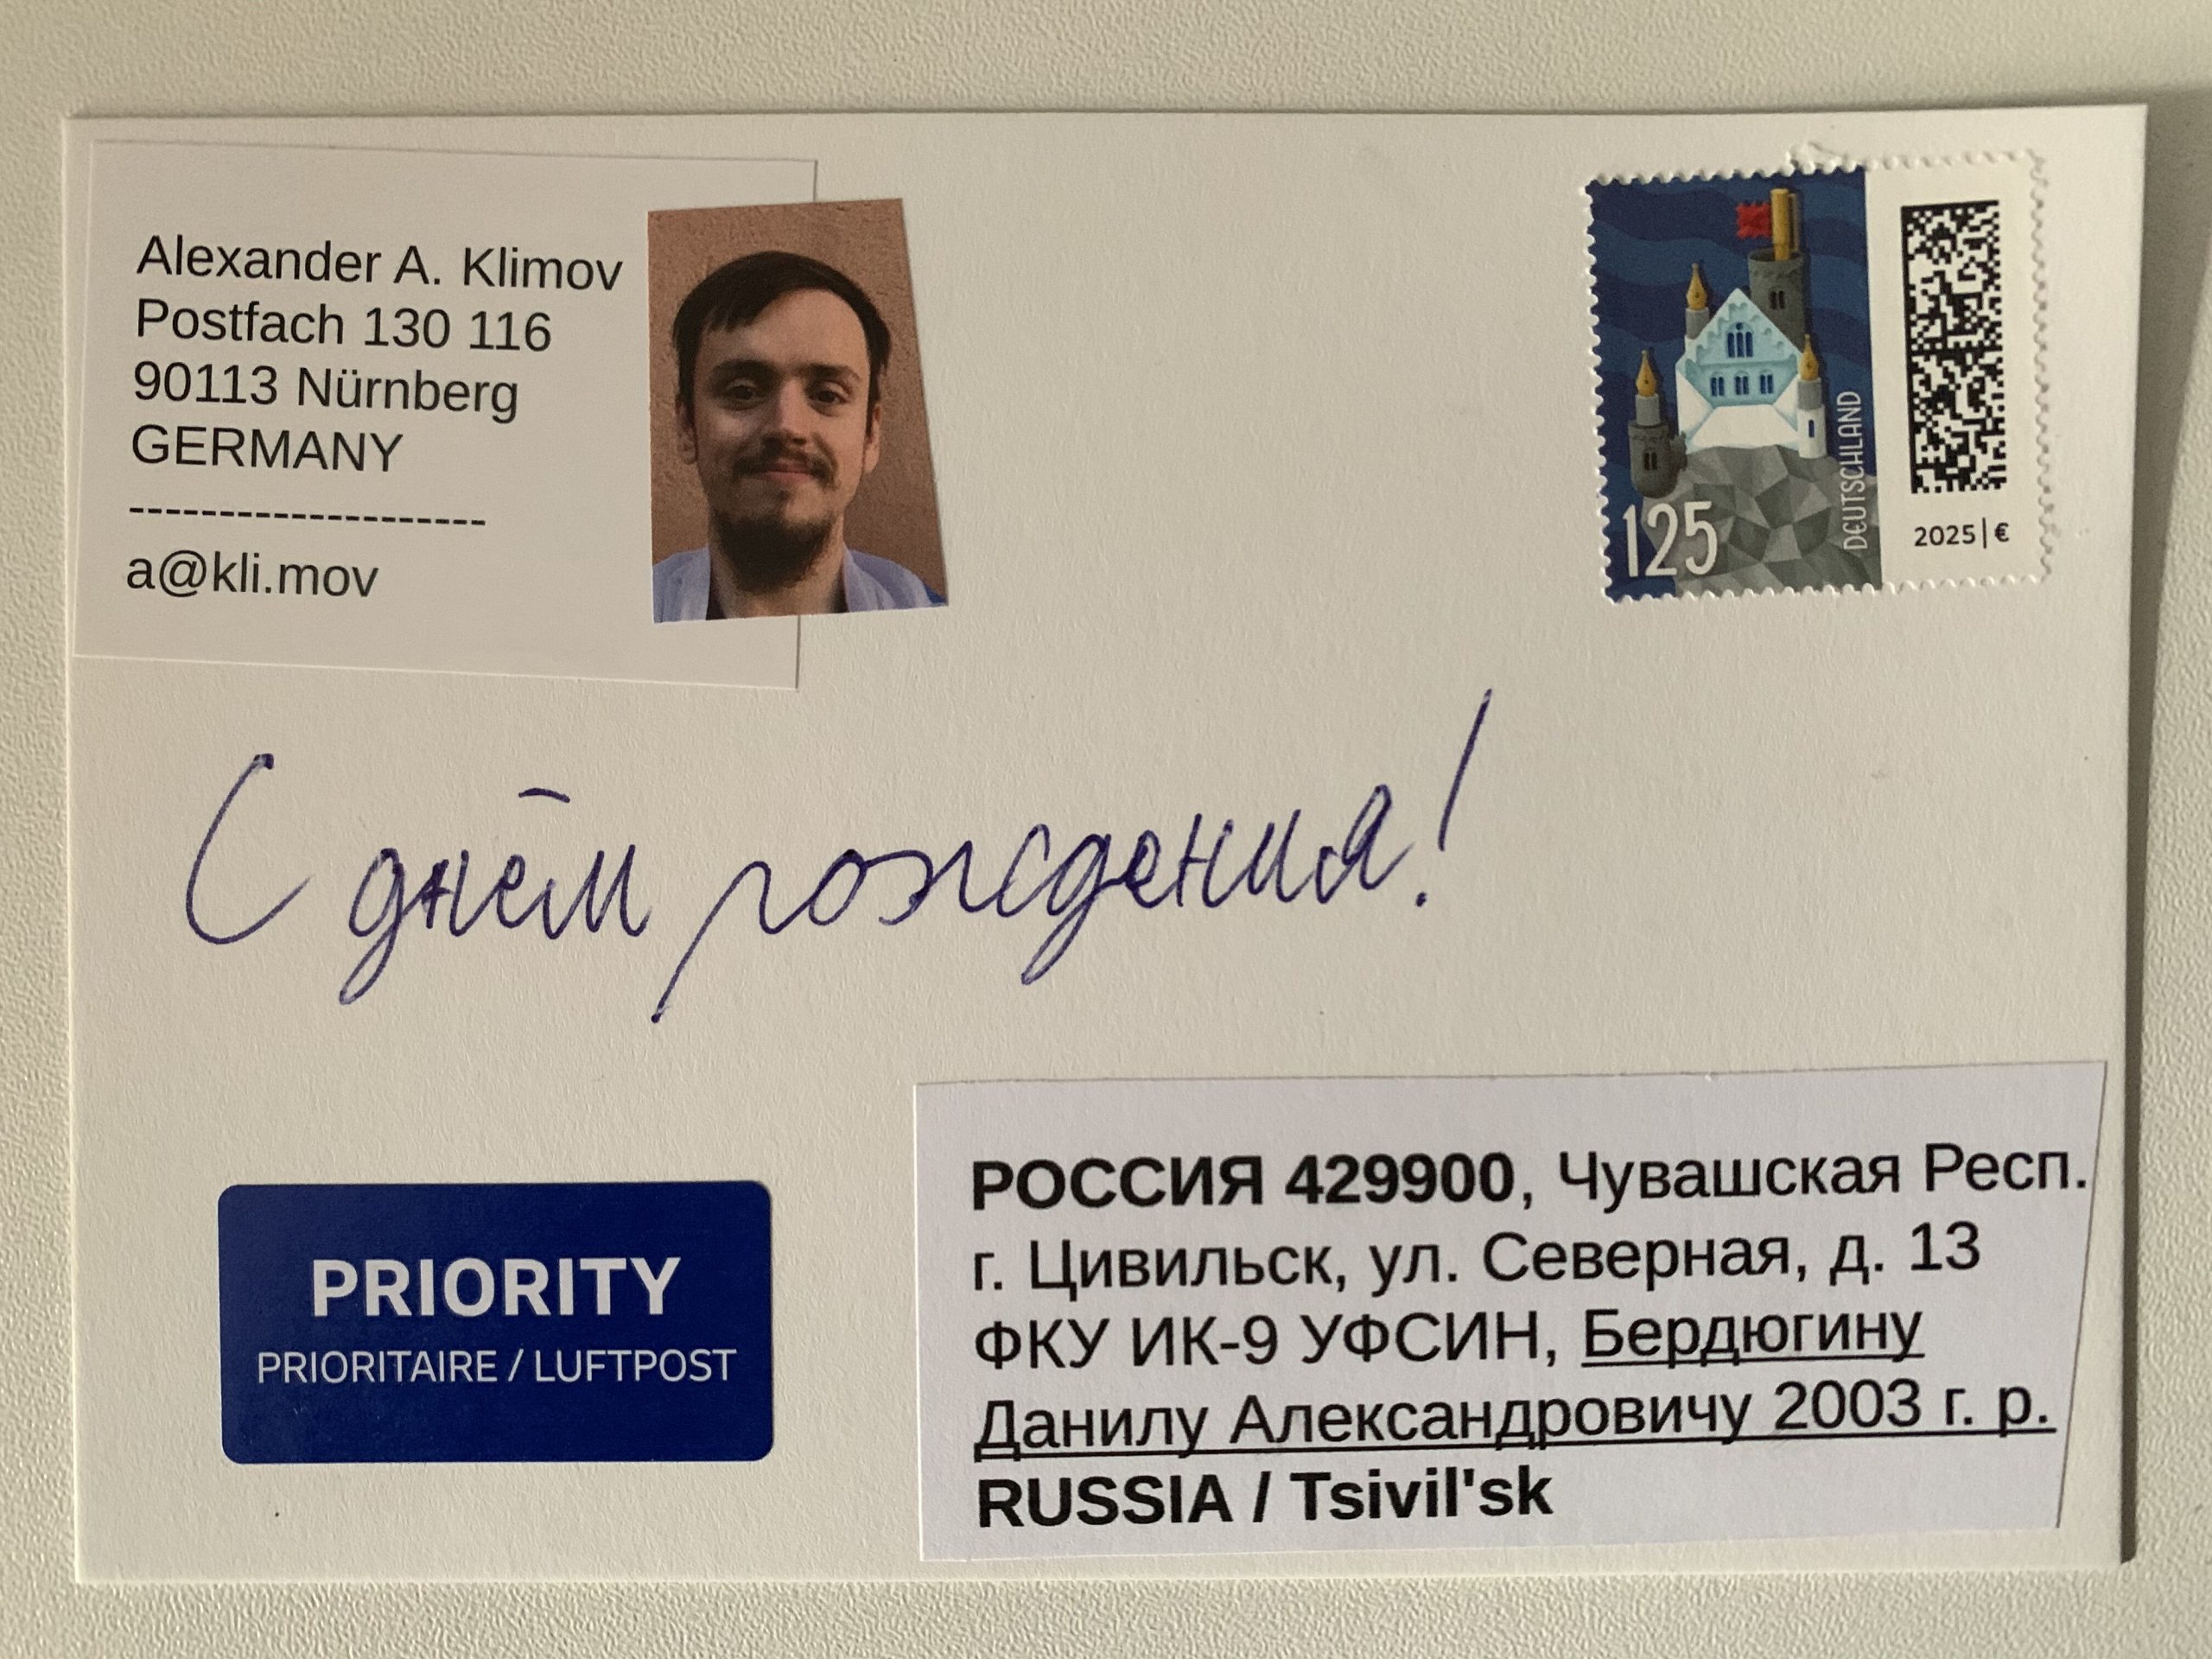 Alexander A. Klimov
Postfach 130 116
90113 Nürnberg
GERMANY
--------------------
a@kli.mov
125
DEUTSCHLAND
2025|€
С днём рождения!
PRIORITY
PRIORITAIRE / LUFTPOST
РОССИЯ 429900, Чувашская Респ.
г. Цивильск, ул. Северная, д. 13
ФКУ ИК-9 УФСИН, Бердюгину
Данилу Александровичу 2003 г. р.
RUSSIA / Tsivil'sk